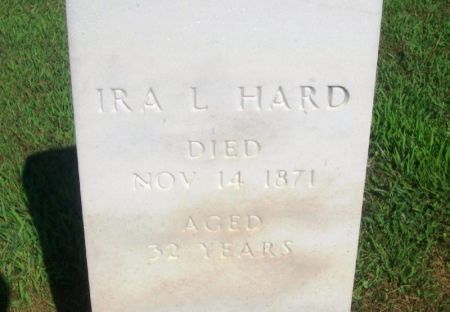 IRA L HARD
DIED
NOV 14 1871
AGED
32 YEARS